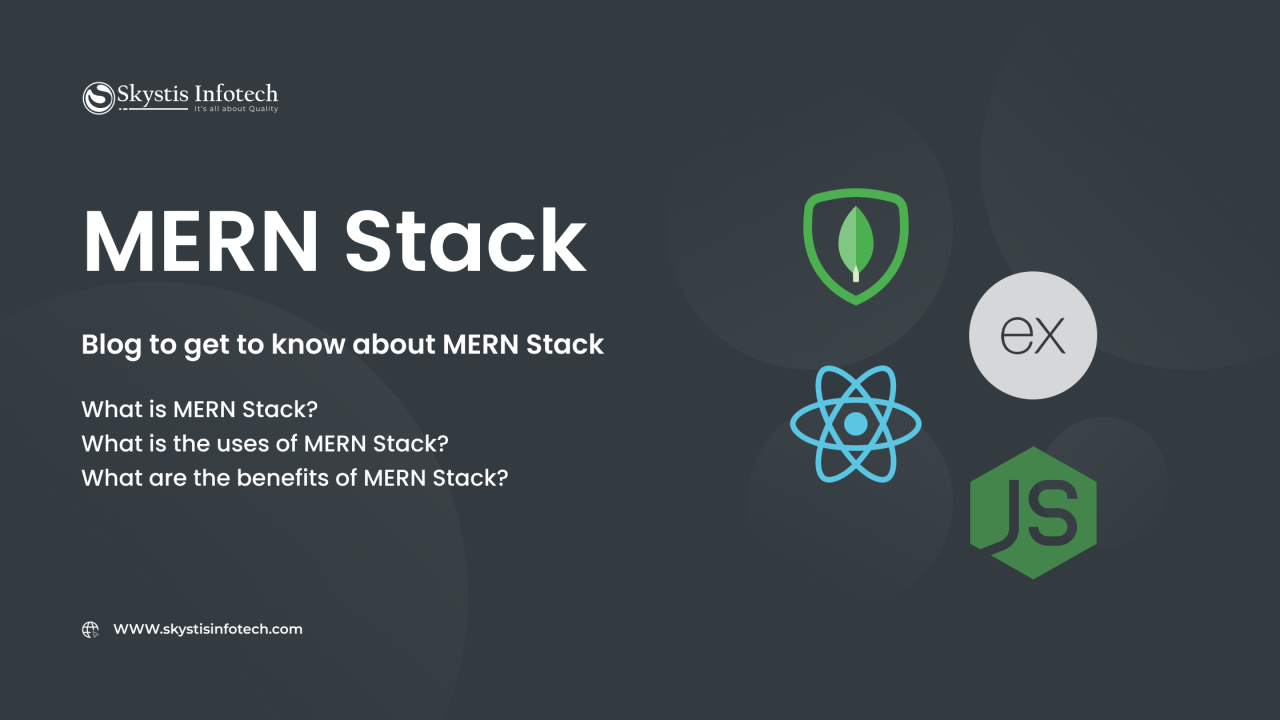 Skystis Infotech
It's all about Quality
MERN Stack
Blog to get to know about MERN Stack
What is MERN Stack?
What is the uses of MERN Stack?
What are the benefits of MERN Stack?
ex
JS
WWW.skystisinfotech.com